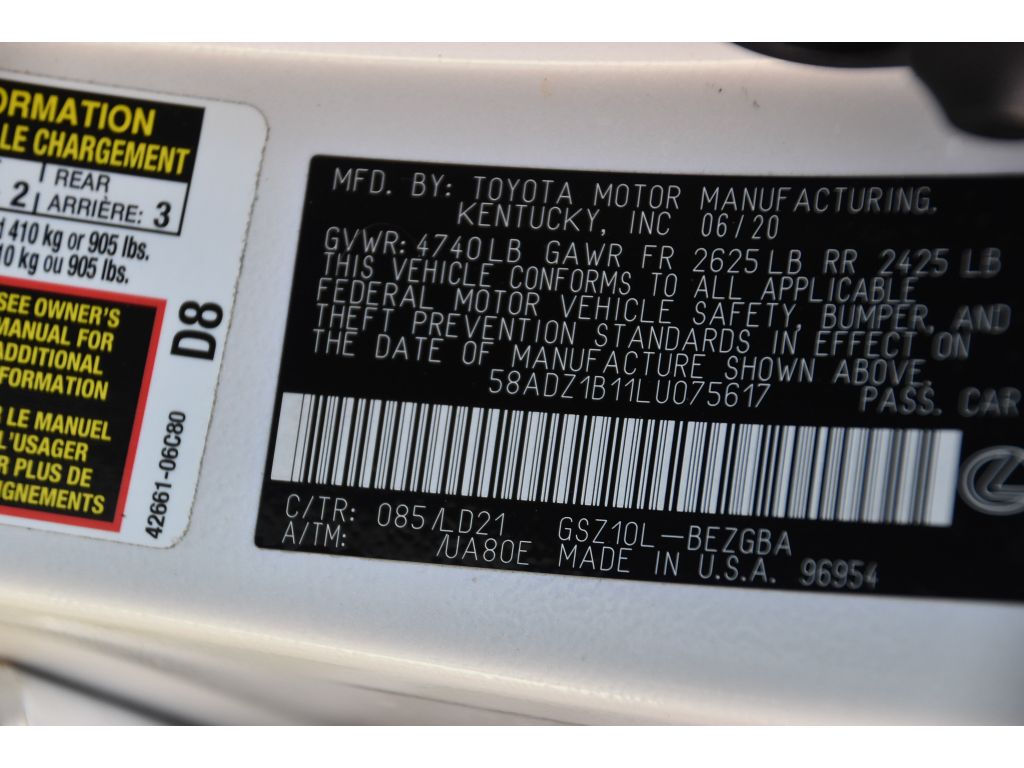 ORMATION
LE CHARGEMENT
2 | REAR
ARRIÈRE: 3
410 kg or 905 lbs.
0 kg ou 905 lbs.
SEE OWNER'S
MANUAL FOR
ADDITIONAL
FORMATION
R LE MANUEL
L'USAGER
R PLUS DE
IGNEMENTS
D8
42661-06C80
MFD. BY: TOYOTA MOTOR MANUFACTURING.
KENTUCKY, INC 06/20
GVWR: 4740LB GAWR FR 2625LB RR 2425 LB
THIS VEHICLE CONFORMS TO ALL APPLICABLE
FEDERAL MOTOR VEHICLE SAFETY, BUMPER, AND
THEFT PREVENTION STANDARDS IN EFFECT ON
THE DATE OF MANUFACTURE SHOWN ABOVE.
58ADZ1B11LU075617 PASS. CAR
C/TR: 085/LD21 GSZ10L-BEZGBA
A/TM: /UA80E MADE IN U.S.A. 96954